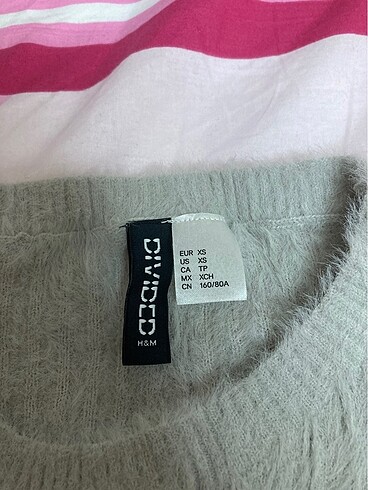 DIVIDED
H&M
EUR XS
US XS
CA TP
MX XCH
CN 160/80A